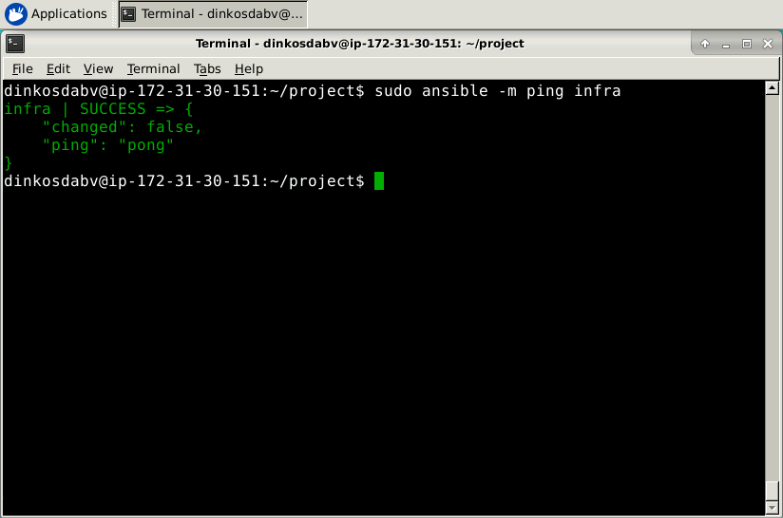 Applications
Terminal - dinkosdabv@...
Terminal - dinkosdabv@ip-172-31-30-151: ~/project
File Edit View Terminal Tabs Help
dinkosdabv@ip-172-31-30-151:~/project$ sudo ansible -m ping infra
infra | SUCCESS => {
    "changed": false,
    "ping": "pong"
}
dinkosdabv@ip-172-31-30-151:~/project$